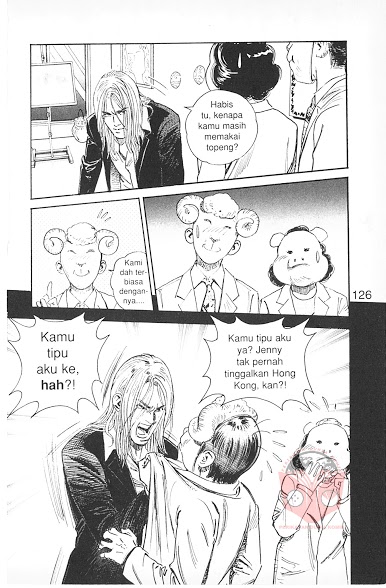 Habis
tu, kenapa
kamu masih
memakai
topeng?
Kami
dah ter-
biasa
dengan-
nya....
126
Kamu
tipu
aku ke,
hah?!
Kamu tipu aku
ya? Jenny
tak pernah
tinggalkan Hong
Kong, kan?!